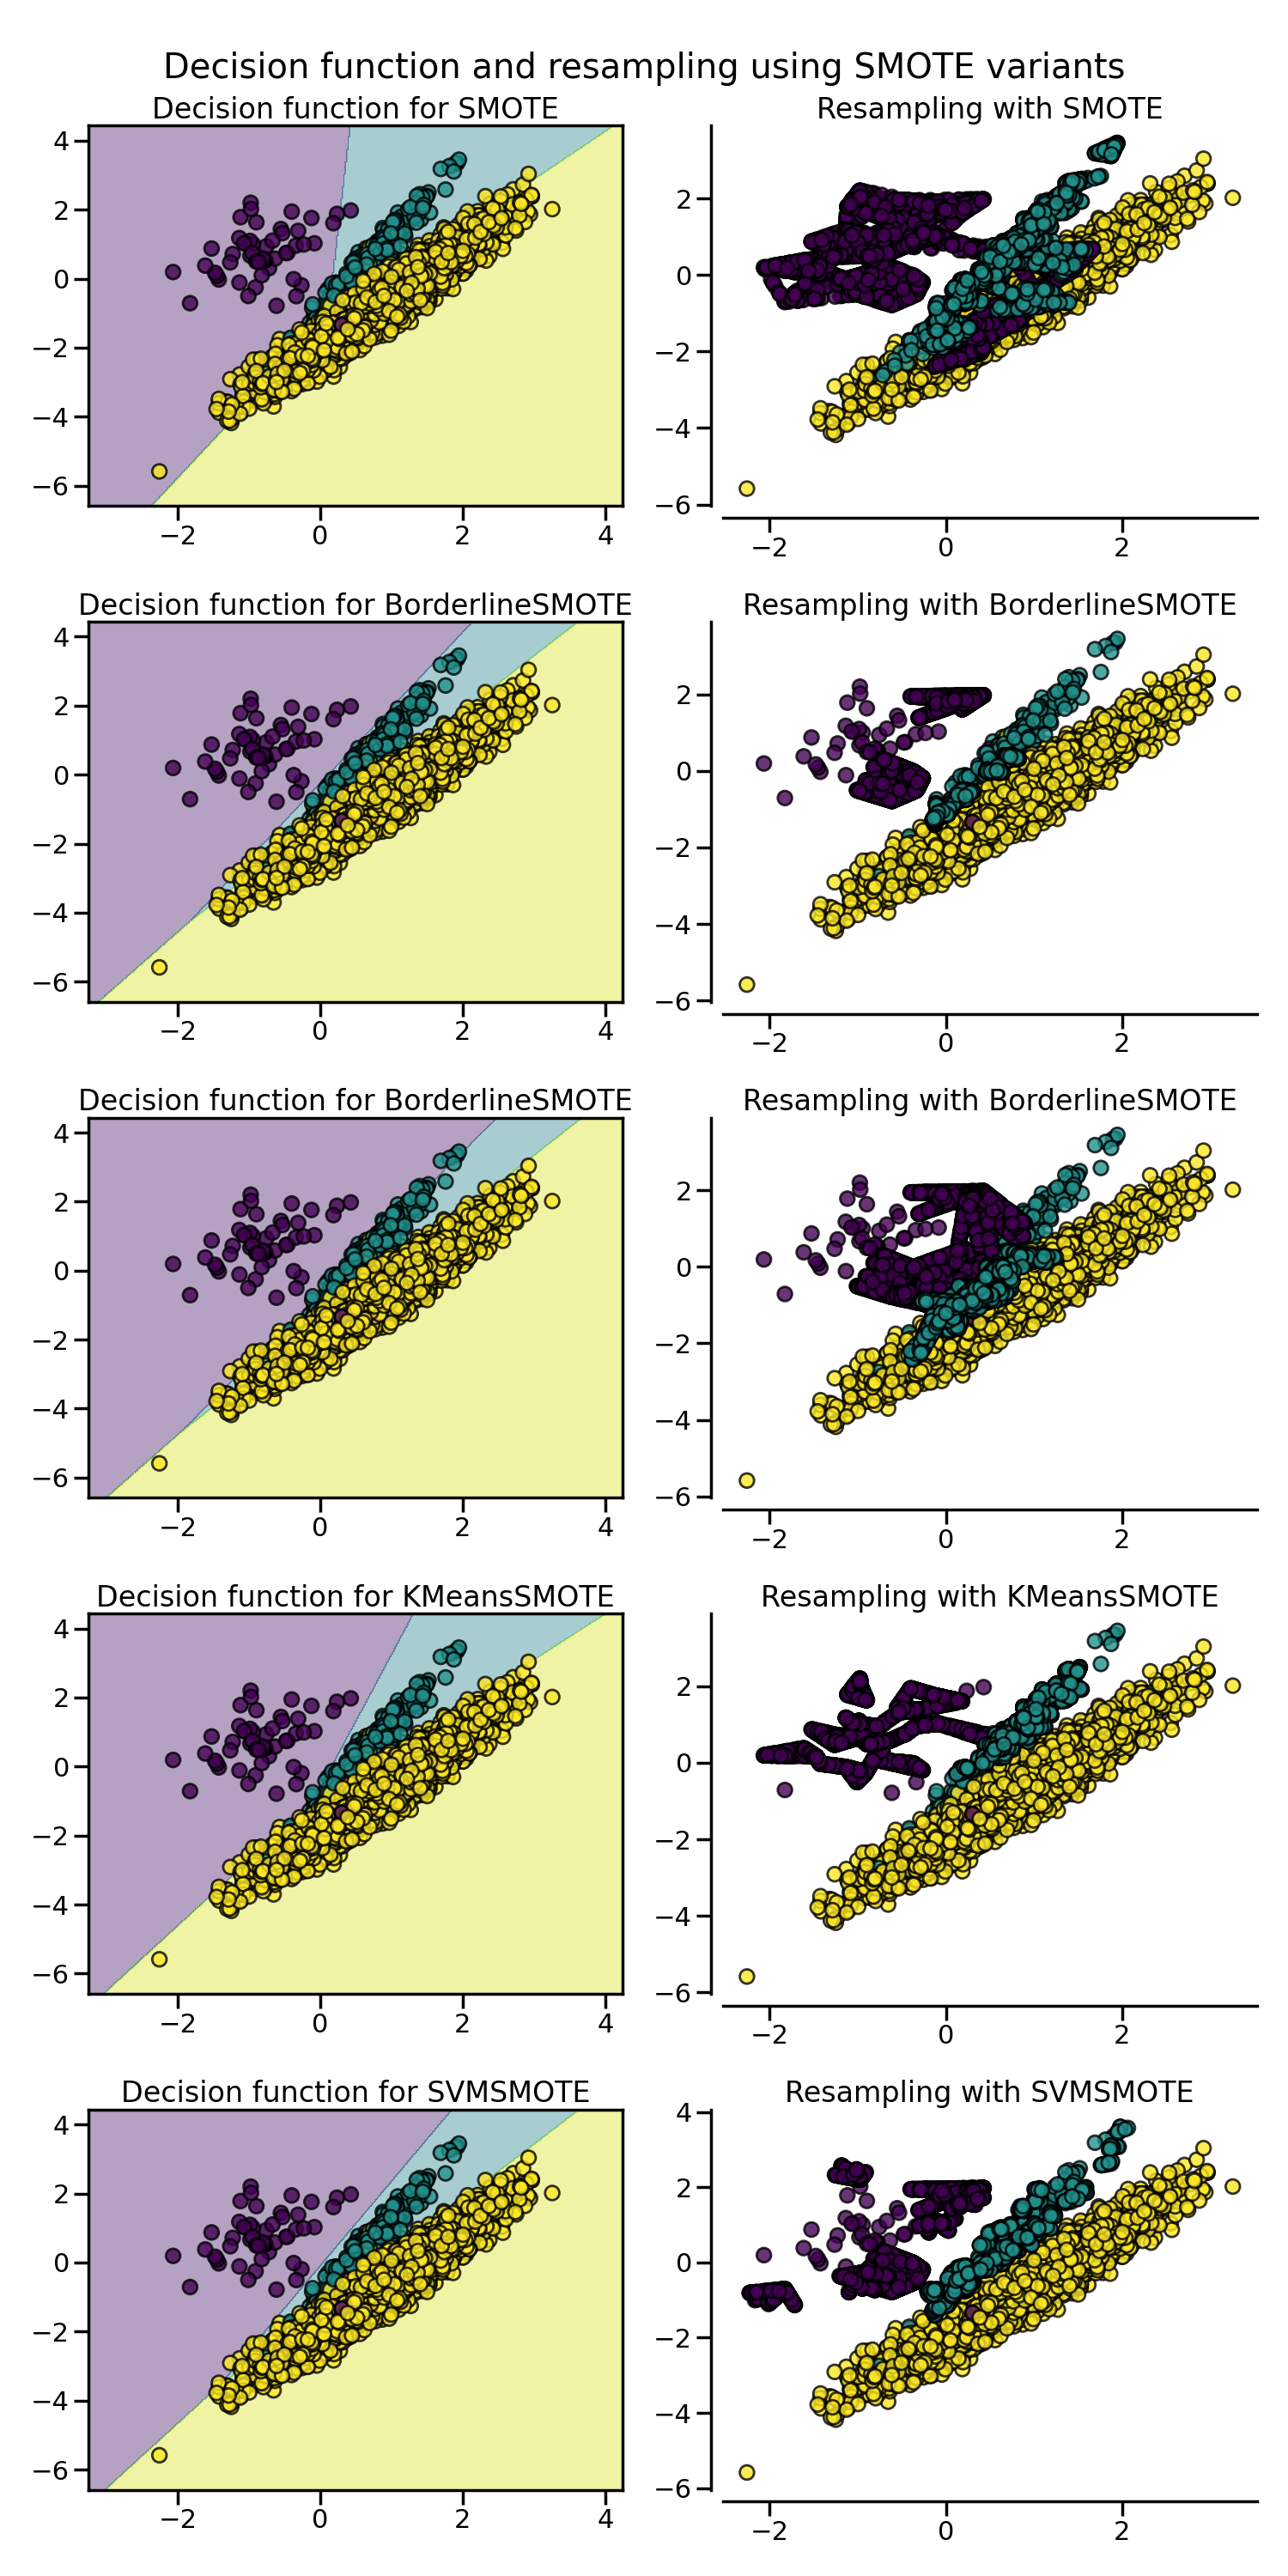 Decision function and resampling using SMOTE variants
Decision function for SMOTE
4
2
0
−2
−4
−6
−2 0 2 4
Resampling with SMOTE
2
0
−2
−4
−6
−2 0 2
Decision function for BorderlineSMOTE
4
2
0
−2
−4
−6
−2 0 2 4
Resampling with BorderlineSMOTE
2
0
−2
−4
−6
−2 0 2
Decision function for BorderlineSMOTE
4
2
0
−2
−4
−6
−2 0 2 4
Resampling with BorderlineSMOTE
2
0
−2
−4
−6
−2 0 2
Decision function for KMeansSMOTE
4
2
0
−2
−4
−6
−2 0 2 4
Resampling with KMeansSMOTE
2
0
−2
−4
−6
−2 0 2
Decision function for SVMSMOTE
4
2
0
−2
−4
−6
−2 0 2 4
Resampling with SVMSMOTE
4
2
0
−2
−4
−6
−2 0 2